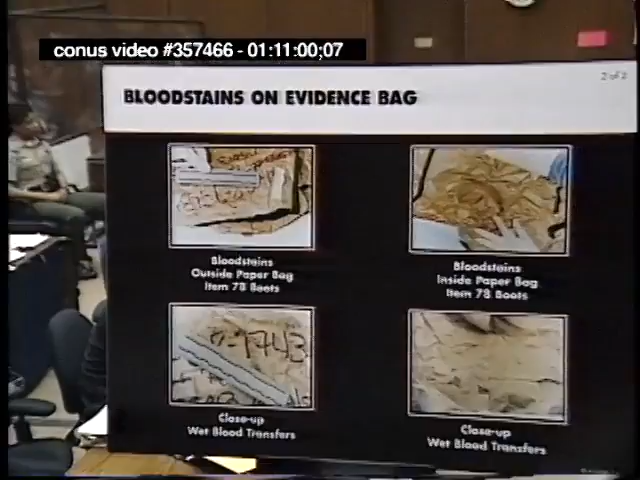 conus video #357466 - 01:11:00;07
2 of 2
BLOODSTAINS ON EVIDENCE BAG
Bloodstains
Outside Paper Bag
Item 78 Boots
Bloodstains
Inside Paper Bag
Item 78 Boots
Close-up
Wet Blood Transfers
Close-up
Wet Blood Transfers